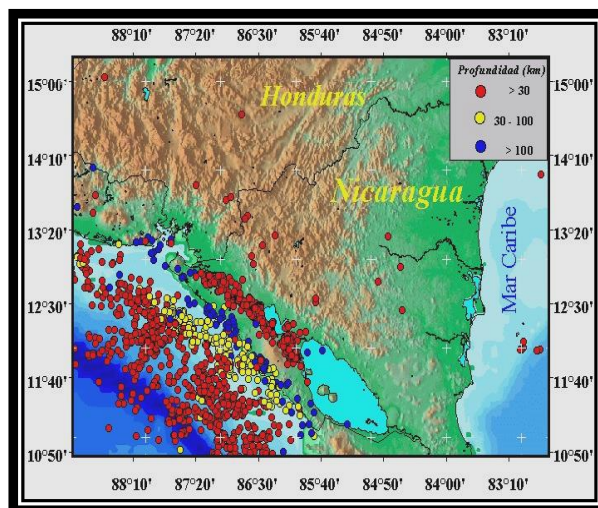 88°10' 87°20' 86°30' 85°40' 84°50' 84°00' 83°10'
15°00' 15°00'
14°10' 14°10'
13°20' 13°20'
12°30' 12°30'
11°40' 11°40'
10°50' 10°50'
Profundidad (km)
> 30
30 - 100
> 100
Honduras
Nicaragua
Mar Caribe
88°10' 87°20' 86°30' 85°40' 84°50' 84°00' 83°10'